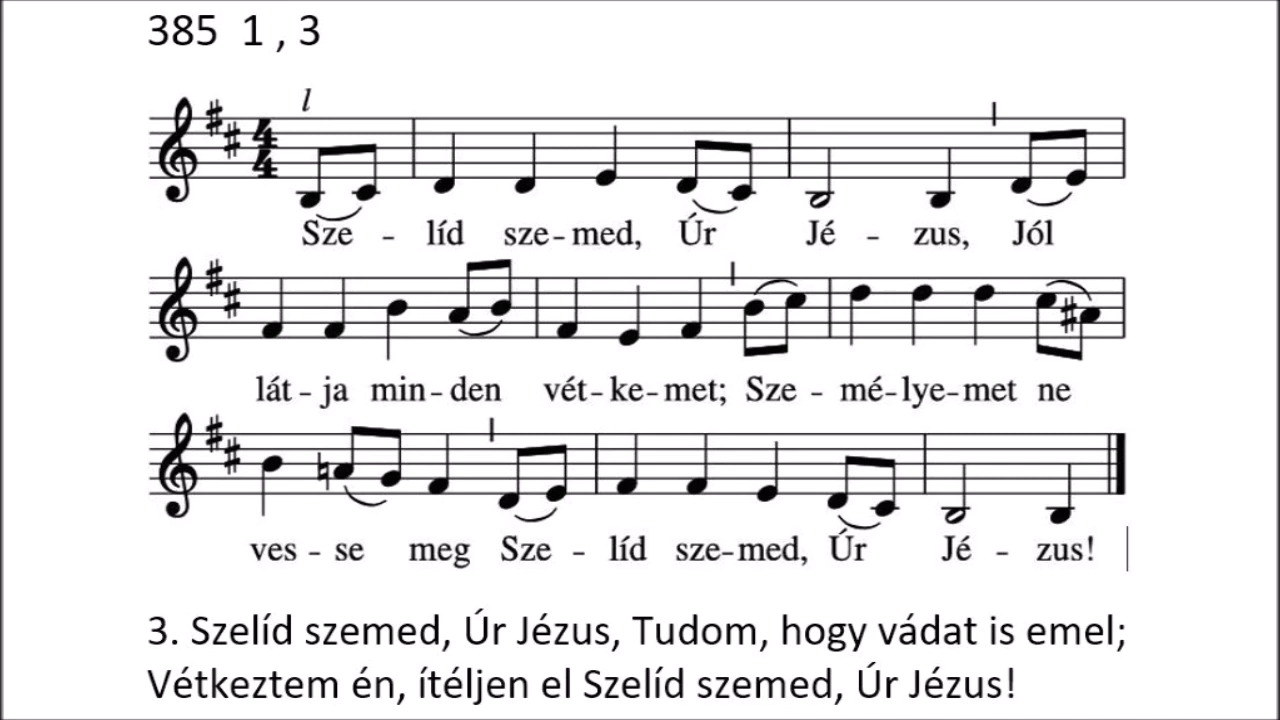 385 1 , 3
l
Sze - líd sze - med, Úr Jé - zus, Jól
lát - ja min - den vét - ke - met; Sze - mé - lye - met ne
ves - se meg Sze - líd sze - med, Úr Jé - zus!
3. Szelíd szemed, Úr Jézus, Tudom, hogy vádat is emel;
Vétkeztem én, ítéljen el Szelíd szemed, Úr Jézus!